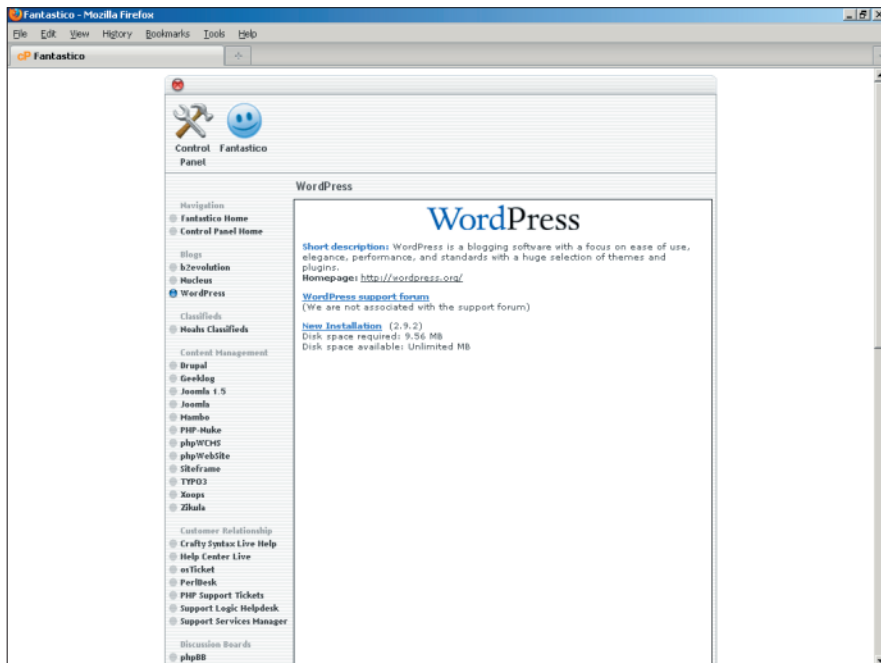 Fantastico - Mozilla Firefox
File Edit View History Bookmarks Tools Help
cP Fantastico
Control Panel
Fantastico
WordPress
Navigation
Fantastico Home
Control Panel Home
Blogs
b2evolution
Nucleus
WordPress
Classifieds
Noahs Classifieds
Content Management
Drupal
Geeklog
Joomla 1.5
Joomla
Mambo
PHP-Nuke
phpWCMS
phpWebSite
Siteframe
TYPO3
Xoops
Zikula
Customer Relationship
Crafty Syntax Live Help
Help Center Live
osTicket
PerlDesk
PHP Support Tickets
Support Logic Helpdesk
Support Services Manager
Discussion Boards
phpBB
WordPress
Short description: WordPress is a blogging software with a focus on ease of use,
elegance, performance, and standards with a huge selection of themes and
plugins.
Homepage: http://wordpress.org/
WordPress support forum
(We are not associated with the support forum)
New Installation (2.9.2)
Disk space required: 9.56 MB
Disk space available: Unlimited MB